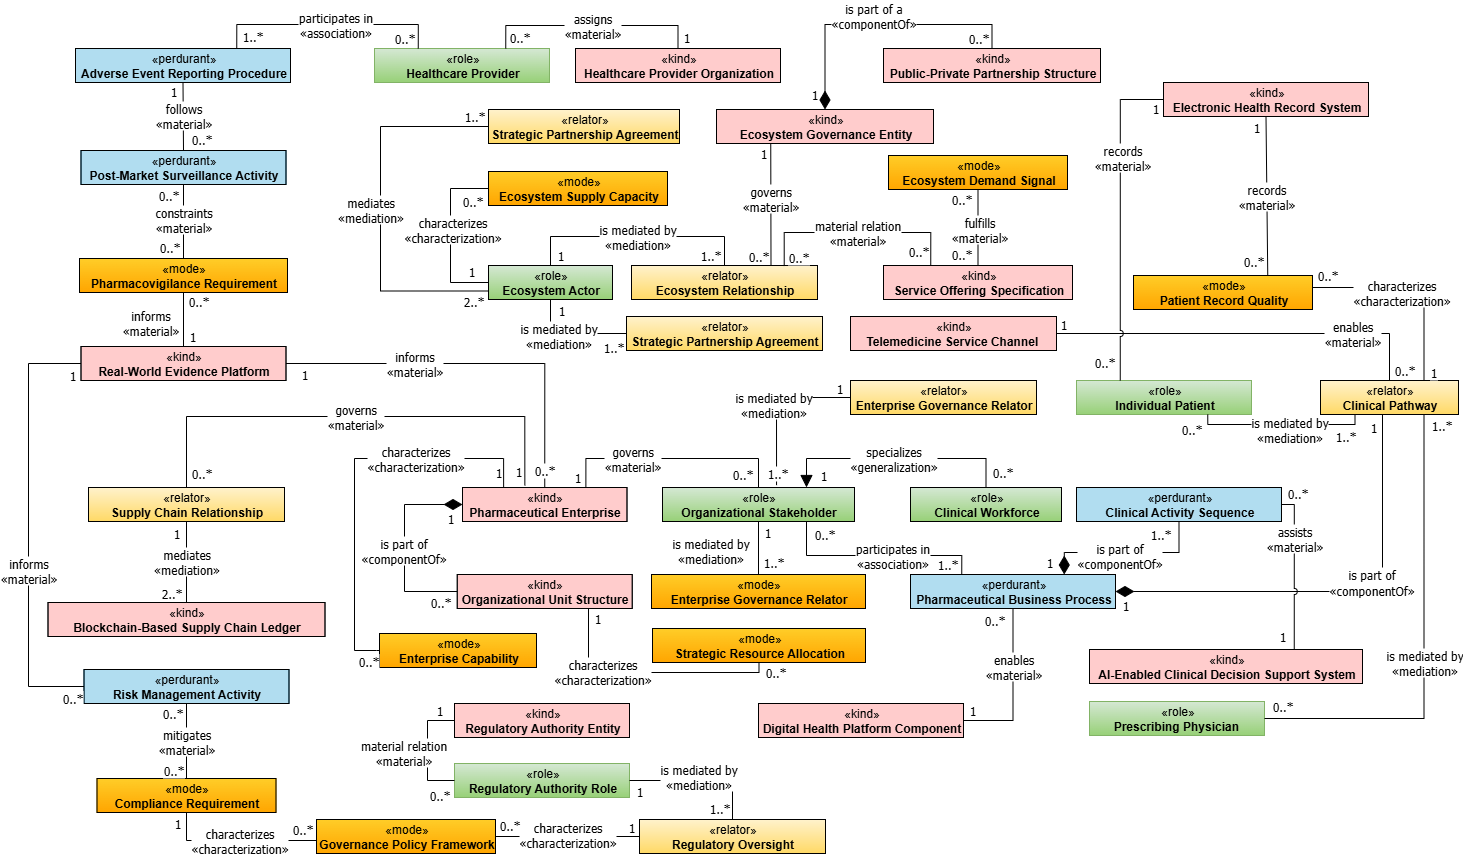 is part of a
«componentOf»
participates in
«association»
assigns
«material»
1..*
0..*
0..*
1
0..*
«perdurant»
Adverse Event Reporting Procedure
«role»
Healthcare Provider
«kind»
Healthcare Provider Organization
«kind»
Public-Private Partnership Structure
1
follows
«material»
0..*
1
«kind»
Electronic Health Record System
1
1
«relator»
Strategic Partnership Agreement
1..*
«kind»
Ecosystem Governance Entity
1
records
«material»
«perdurant»
Post-Market Surveillance Activity
0..*
«mode»
Ecosystem Supply Capacity
0..*
governs
«material»
«mode»
Ecosystem Demand Signal
0..*
records
«material»
constraints
«material»
0..*
mediates
«mediation»
characterizes
«characterization»
is mediated by
«mediation»
material relation
«material»
fulfills
«material»
1
1
1..*
0..*
0..*
0..*
0..*
0..*
0..*
«mode»
Pharmacovigilance Requirement
0..*
«role»
Ecosystem Actor
2..*
1
«relator»
Ecosystem Relationship
«kind»
Service Offering Specification
«mode»
Patient Record Quality
characterizes
«characterization»
informs
«material»
1
is mediated by
«mediation»
1..*
«relator»
Strategic Partnership Agreement
«kind»
Telemedicine Service Channel
1
enables
«material»
«kind»
Real-World Evidence Platform
1
1
informs
«material»
0..*
0..*
1
«role»
Individual Patient
0..*
«relator»
Clinical Pathway
1
1..*
is mediated by
«mediation»
1..*
is mediated by
«mediation»
1
«relator»
Enterprise Governance Relator
governs
«material»
0..*
characterizes
«characterization»
1
1
0..*
governs
«material»
1
0..*
1..*
specializes
«generalization»
1
0..*
«relator»
Supply Chain Relationship
1
«kind»
Pharmaceutical Enterprise
1
«role»
Organizational Stakeholder
1
0..*
«role»
Clinical Workforce
«perdurant»
Clinical Activity Sequence
0..*
1..*
assists
«material»
mediates
«mediation»
2..*
is part of
«componentOf»
0..*
is mediated by
«mediation»
1..*
participates in
«association»
1..*
is part of
«componentOf»
1
informs
«material»
«kind»
Organizational Unit Structure
1
«mode»
Enterprise Governance Relator
«perdurant»
Pharmaceutical Business Process
0..*
1
is part of
«componentOf»
«kind»
Blockchain-Based Supply Chain Ledger
«mode»
Enterprise Capability
0..*
characterizes
«characterization»
«mode»
Strategic Resource Allocation
0..*
enables
«material»
1
«kind»
AI-Enabled Clinical Decision Support System
is mediated by
«mediation»
«perdurant»
Risk Management Activity
0..*
0..*
mitigates
«material»
0..*
1
«kind»
Regulatory Authority Entity
«kind»
Digital Health Platform Component
1
«role»
Prescribing Physician
0..*
material relation
«material»
0..*
«role»
Regulatory Authority Role
1
is mediated by
«mediation»
1..*
«mode»
Compliance Requirement
1
characterizes
«characterization»
0..*
«mode»
Governance Policy Framework
0..*
characterizes
«characterization»
1
«relator»
Regulatory Oversight